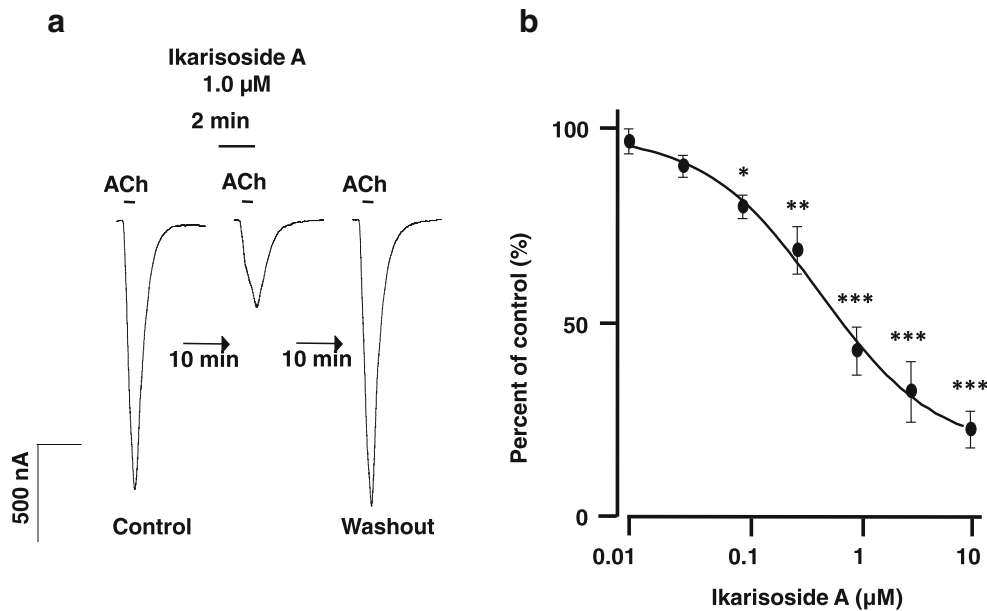 a
Ikarisoside A
1.0 µM
2 min
ACh
ACh
ACh
10 min
10 min
500 nA
Control
Washout
b
100
50
0
Percent of control (%)
*
**
***
***
***
0.01
0.1
1
10
Ikarisoside A (µM)